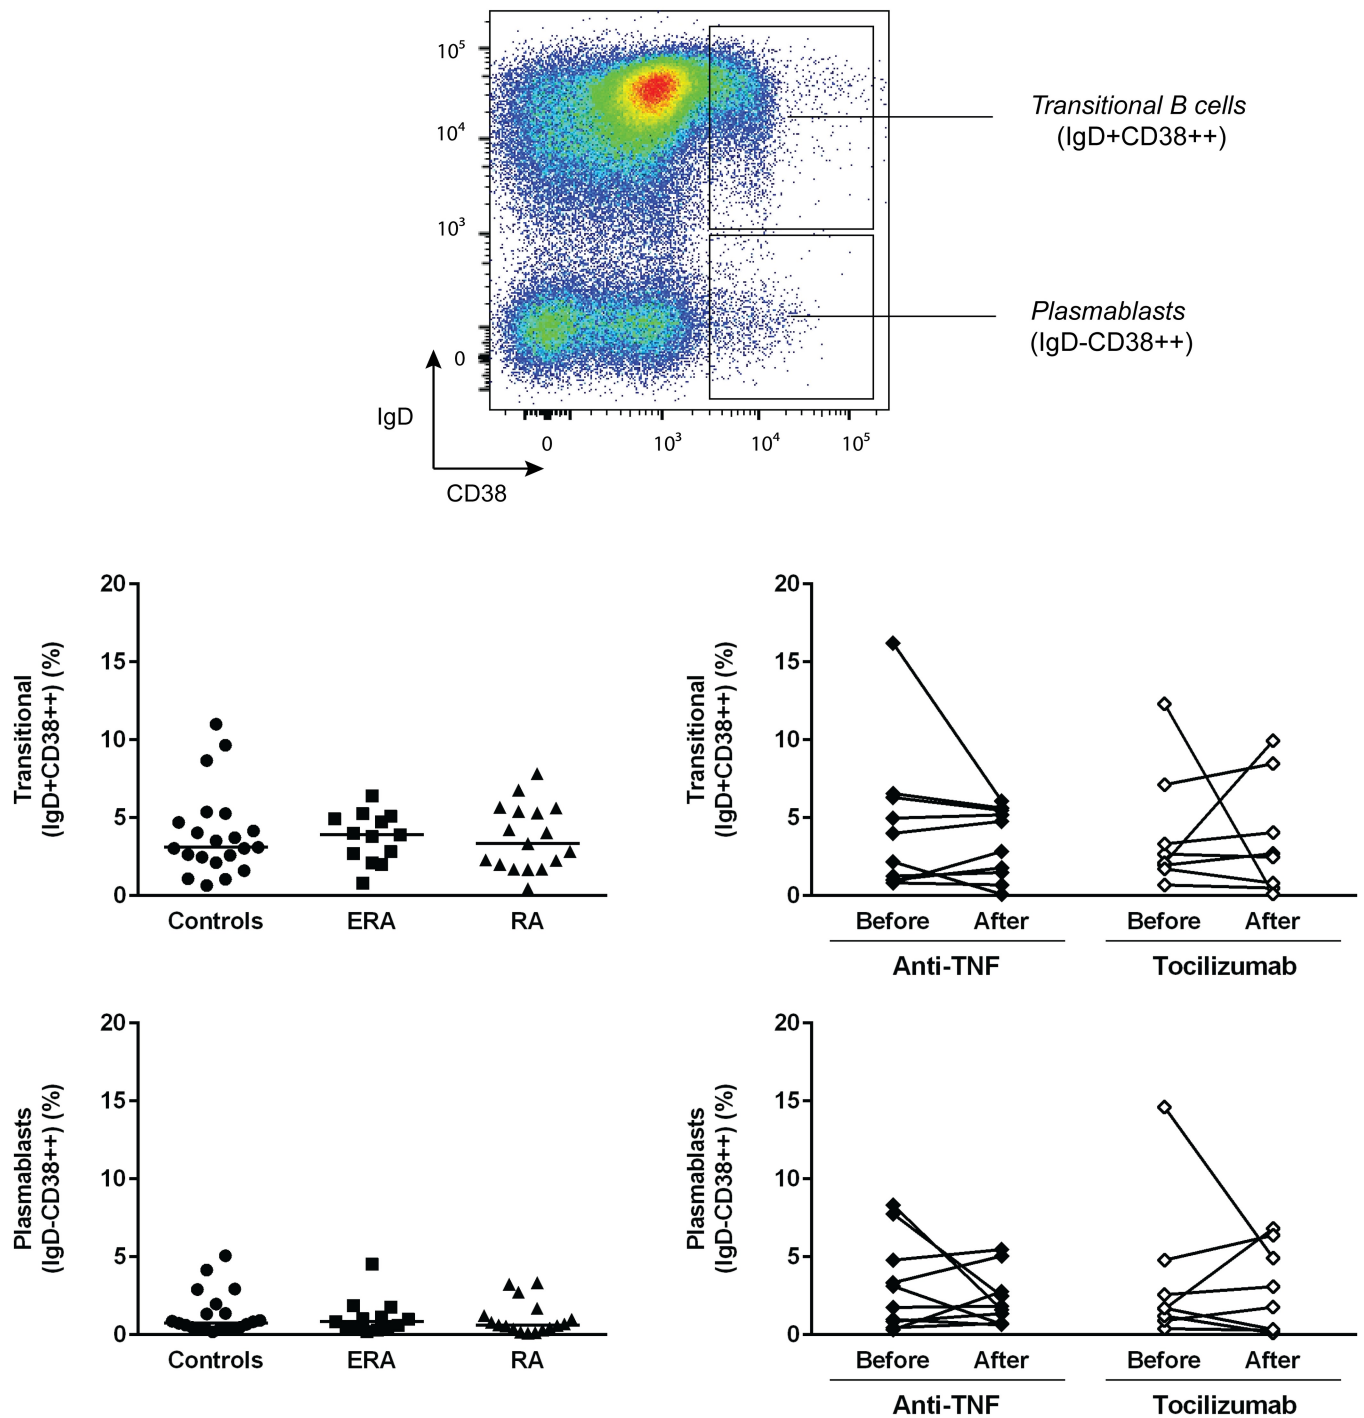 10⁵
10⁴
10³
0
IgD
0 10³ 10⁴ 10⁵
CD38
Transitional B cells
(IgD+CD38++)
Plasmablasts
(IgD-CD38++)
Transitional
(IgD+CD38++) (%)
20
15
10
5
0
Controls ERA RA
Transitional
(IgD+CD38++) (%)
20
15
10
5
0
Before After Before After
Anti-TNF Tocilizumab
Plasmablasts
(IgD-CD38++) (%)
20
15
10
5
0
Controls ERA RA
Plasmablasts
(IgD-CD38++) (%)
20
15
10
5
0
Before After Before After
Anti-TNF Tocilizumab